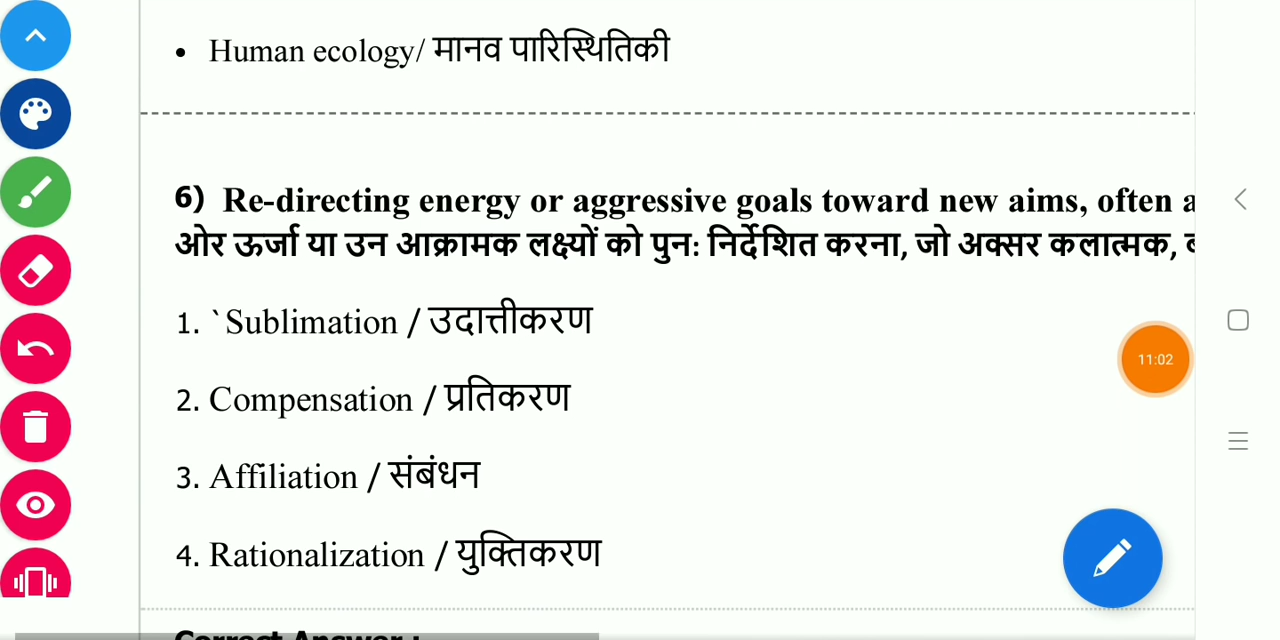 • Human ecology/ मानव पारिस्थितिकी
6) Re-directing energy or aggressive goals toward new aims, often
ओर ऊर्जा या उन आक्रामक लक्ष्यों को पुन: निर्देशित करना, जो अक्सर कलात्मक,
1. `Sublimation / उदात्तीकरण
11:02
2. Compensation / प्रतिकरण
3. Affiliation / संबंधन
4. Rationalization / युक्तिकरण
Correct Answer :